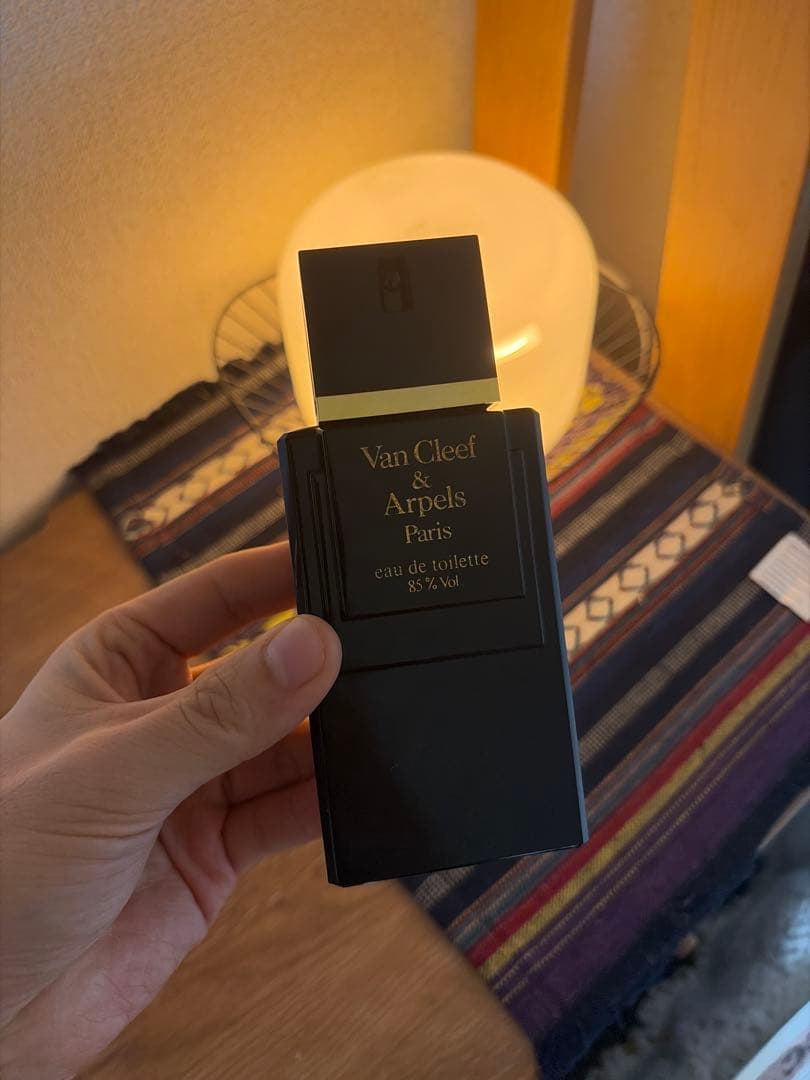 Van Cleef
&
Arpels
Paris
eau de toilette
85 % Vol